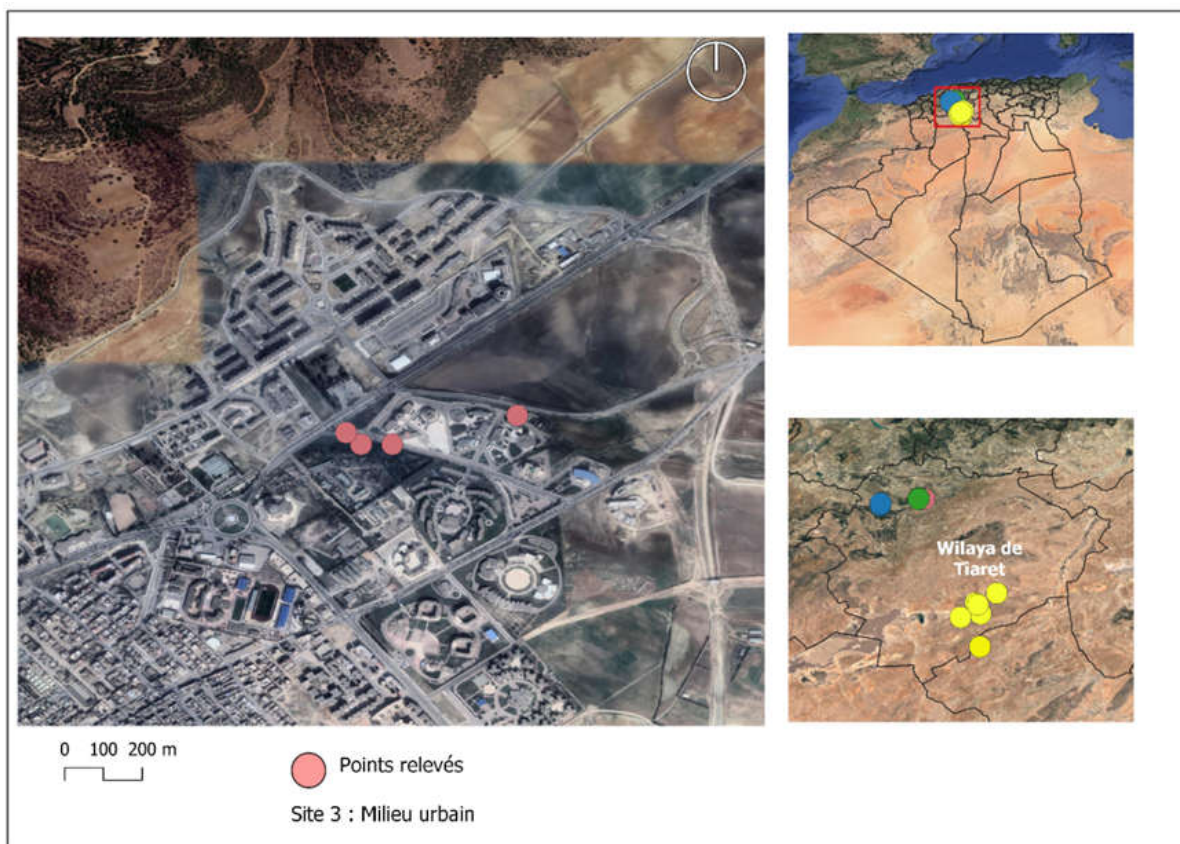 Wilaya de
Tiaret
0 100 200 m
Points relevés
Site 3 : Milieu urbain